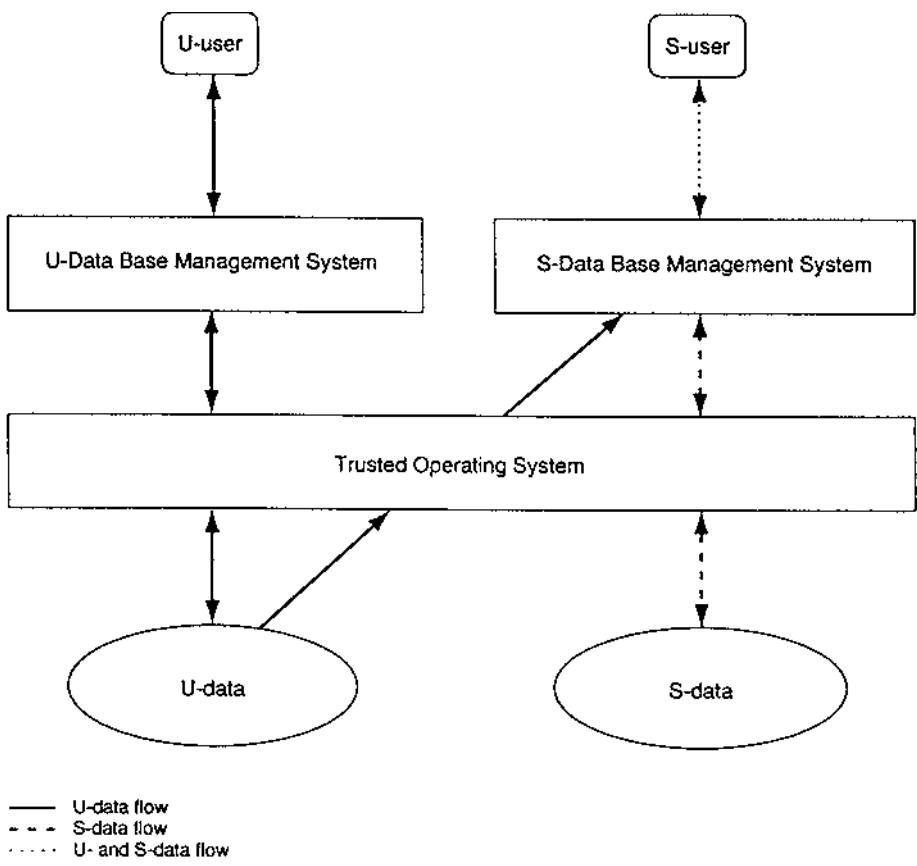 U-user
S-user
U-Data Base Management System
S-Data Base Management System
Trusted Operating System
U-data
S-data
U-data flow
S-data flow
U- and S-data flow